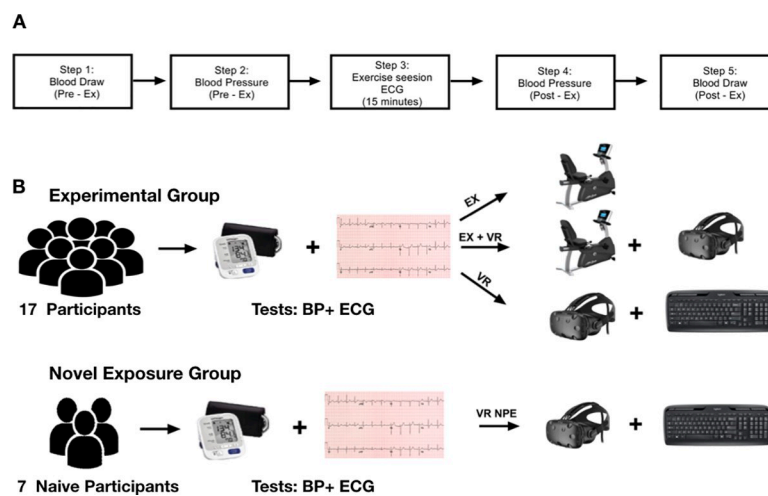 A
Step 1:
Blood Draw
(Pre - Ex)
Step 2:
Blood Pressure
(Pre - Ex)
Step 3:
Exercise seesion
ECG
(15 minutes)
Step 4:
Blood Pressure
(Post - Ex)
Step 5:
Blood Draw
(Post - Ex)
B
Experimental Group
EX
+
EX + VR
+
VR
+
17 Participants
Tests: BP+ ECG
Novel Exposure Group
+
VR NPE
+
7 Naive Participants
Tests: BP+ ECG